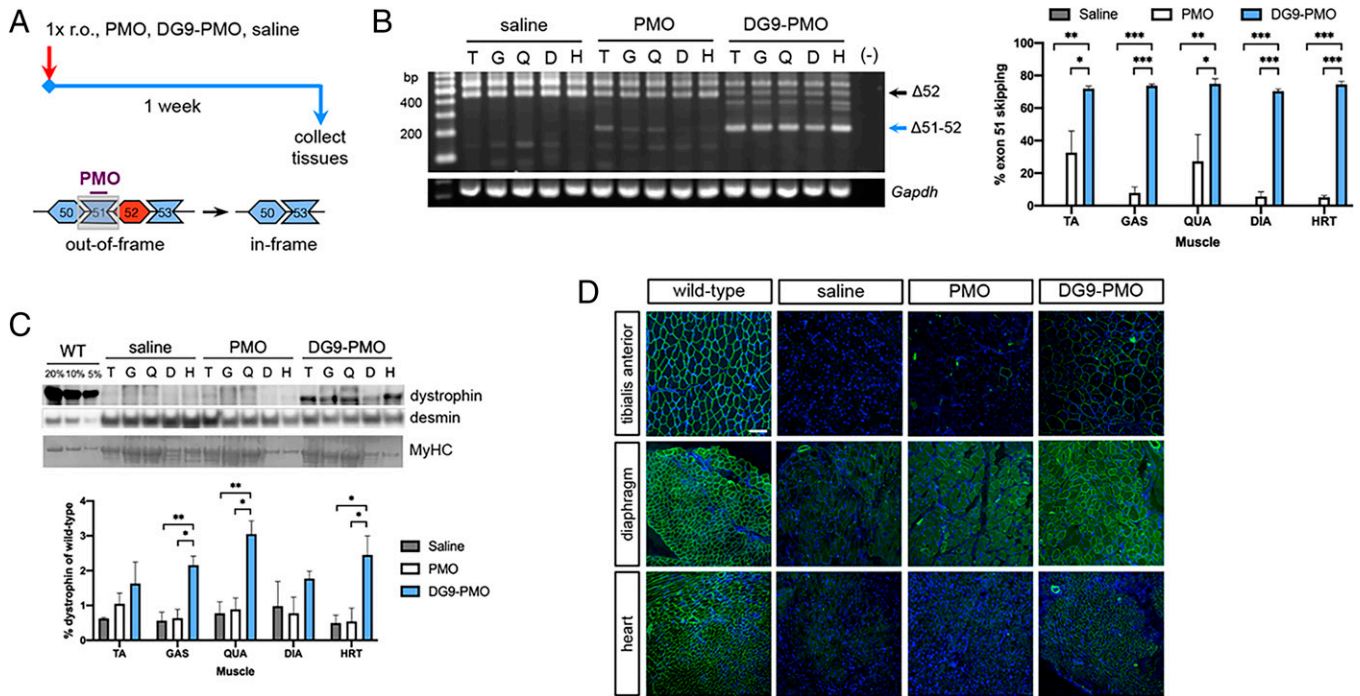 A
1x r.o., PMO, DG9-PMO, saline
1 week
collect
tissues
PMO
50 51 52 53 50 53
out-of-frame in-frame
B
saline PMO DG9-PMO
T G Q D H T G Q D H T G Q D H (-)
bp
400
200
Δ52
Δ51-52
Gapdh
Saline PMO DG9-PMO
% exon 51 skipping
100
80
60
40
20
0
** *** ** *** ***
* *** * *** ***
TA GAS QUA DIA HRT
Muscle
C
WT saline PMO DG9-PMO
20% 10% 5% T G Q D H T G Q D H T G Q D H
dystrophin
desmin
MyHC
% dystrophin of wild-type
4
3
2
1
0
** ** *
* * *
TA GAS QUA DIA HRT
Muscle
Saline
PMO
DG9-PMO
D
wild-type saline PMO DG9-PMO
tibialis anterior
diaphragm
heart